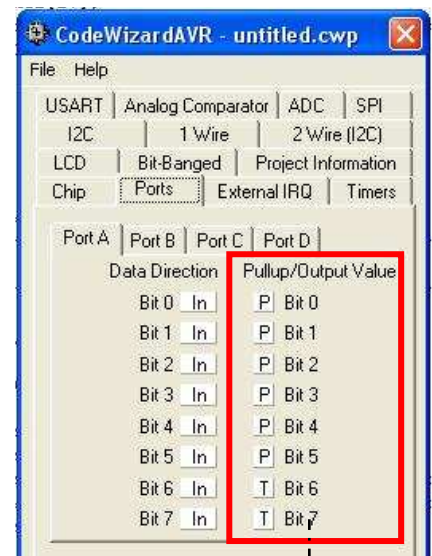 CodeWizardAVR - untitled.cwp
File Help
USART Analog Comparator ADC SPI
I2C 1 Wire 2 Wire (I2C)
LCD Bit-Banged Project Information
Chip Ports External IRQ Timers
Port A Port B Port C Port D
Data Direction Pullup/Output Value
Bit 0 In P Bit 0
Bit 1 In P Bit 1
Bit 2 In P Bit 2
Bit 3 In P Bit 3
Bit 4 In P Bit 4
Bit 5 In P Bit 5
Bit 6 In T Bit 6
Bit 7 In T Bit 7